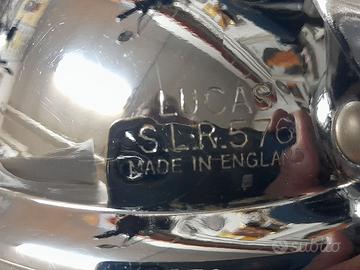 LUCAS
S.L.R.576
MADE IN ENGLAND
subito